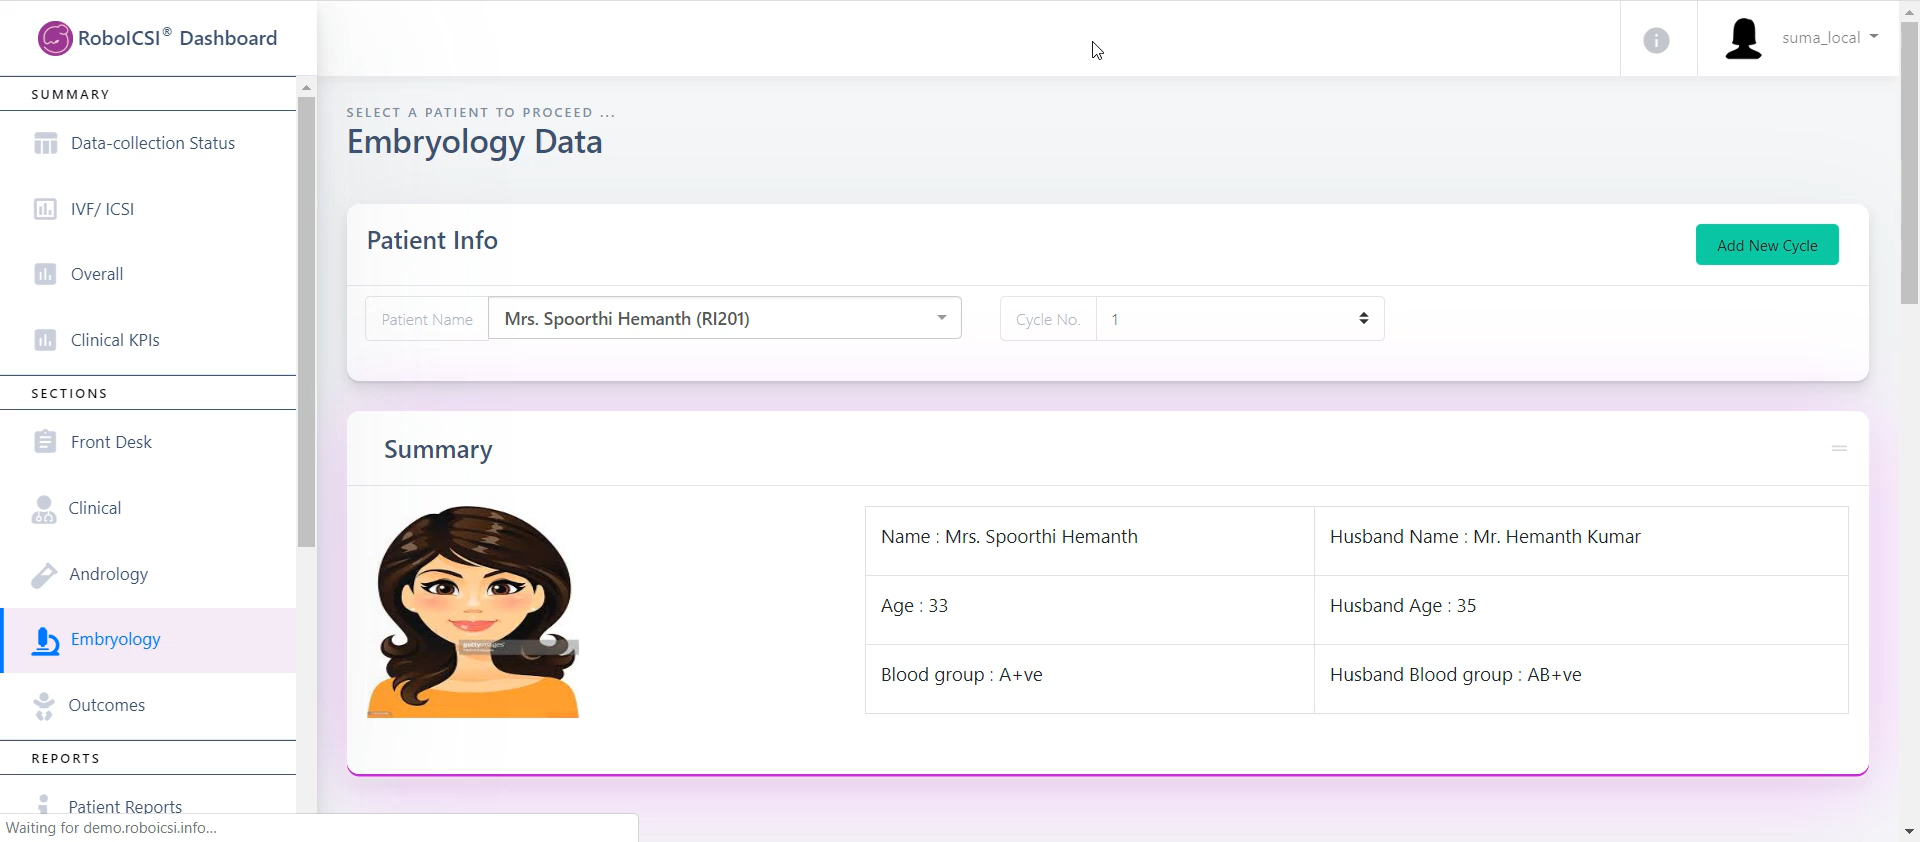 RoboICSI® Dashboard
suma_local
SUMMARY
Data-collection Status
IVF/ ICSI
Overall
Clinical KPIs
SECTIONS
Front Desk
Clinical
Andrology
Embryology
Outcomes
REPORTS
Patient Reports
Waiting for demo.roboicsi.info...
SELECT A PATIENT TO PROCEED ...
Embryology Data
Patient Info
Add New Cycle
Patient Name Mrs. Spoorthi Hemanth (RI201) Cycle No. 1
Summary
gettyimages
Name : Mrs. Spoorthi Hemanth Husband Name : Mr. Hemanth Kumar
Age : 33 Husband Age : 35
Blood group : A+ve Husband Blood group : AB+ve